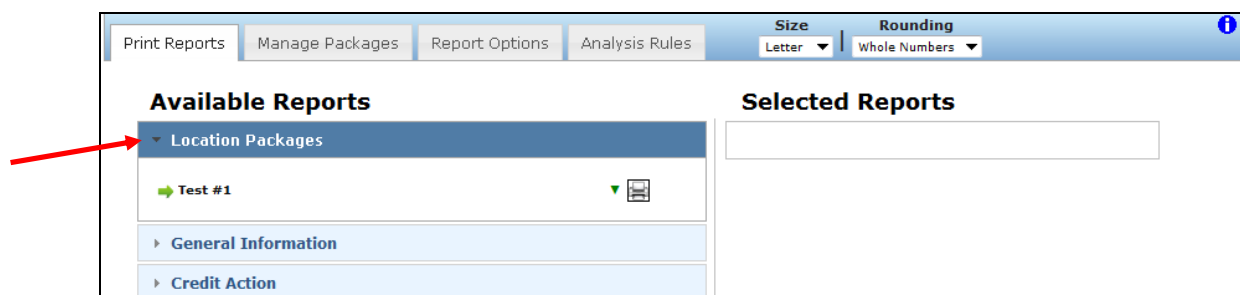 Print Reports Manage Packages Report Options Analysis Rules
Size Rounding
Letter Whole Numbers
Available Reports Selected Reports
Location Packages
Test #1
General Information
Credit Action